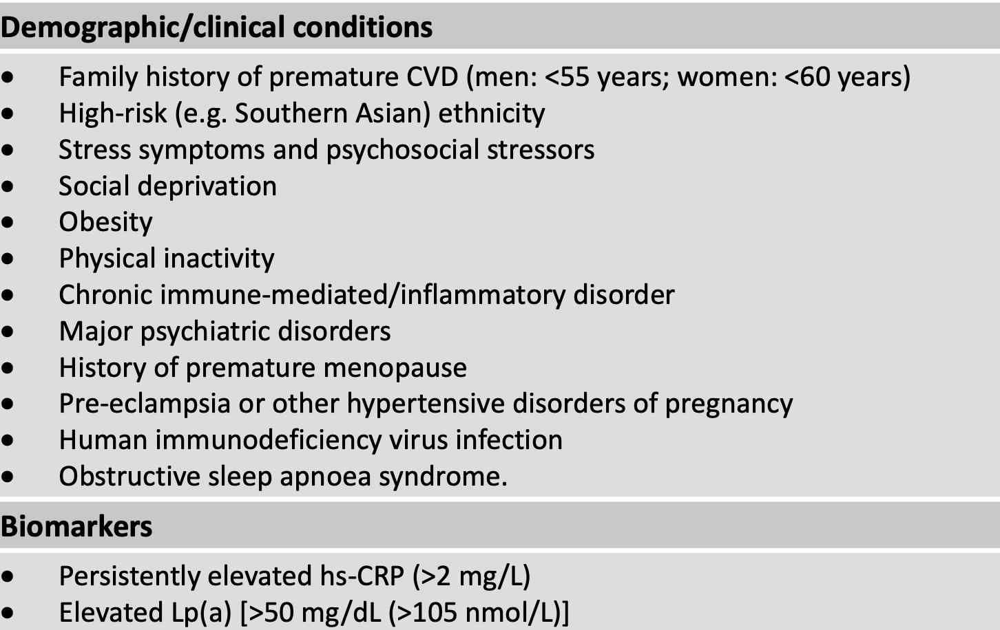 Demographic/clinical conditions
• Family history of premature CVD (men: <55 years; women: <60 years)
• High-risk (e.g. Southern Asian) ethnicity
• Stress symptoms and psychosocial stressors
• Social deprivation
• Obesity
• Physical inactivity
• Chronic immune-mediated/inflammatory disorder
• Major psychiatric disorders
• History of premature menopause
• Pre-eclampsia or other hypertensive disorders of pregnancy
• Human immunodeficiency virus infection
• Obstructive sleep apnoea syndrome.
Biomarkers
• Persistently elevated hs-CRP (>2 mg/L)
• Elevated Lp(a) [>50 mg/dL (>105 nmol/L)]